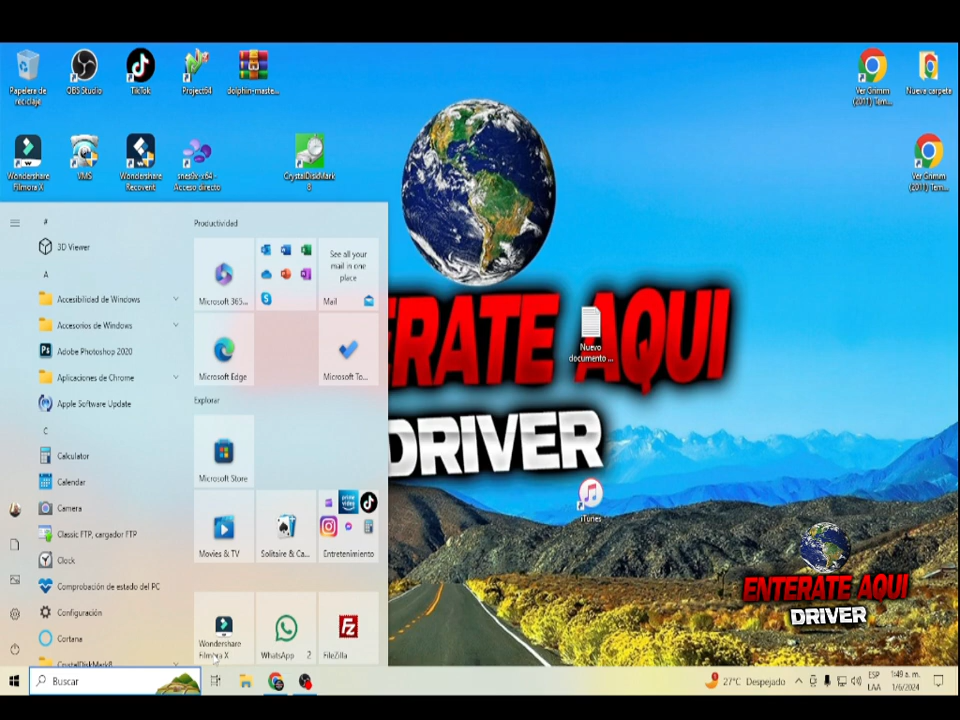 Papelera de
reciclaje
OBS Studio
TikTok
Project64
dolphin-maste...
Ver Grimm
(2011) Tem...
Nueva carpeta
Wondershare
Filmora X
VMS
Wondershare
Recoverit
snes9x-x64 -
Acceso directo
CrystalDiskMark
8
Ver Grimm
(2011) Tem...
#
3D Viewer
A
Accesibilidad de Windows
Accesorios de Windows
Adobe Photoshop 2020
Aplicaciones de Chrome
Apple Software Update
C
Calculator
Calendar
Camera
Classic FTP, cargador FTP
Clock
Comprobación de estado del PC
Configuración
Cortana
CrystalDiskMark8
Productividad
Microsoft 365...
See all your
mail in one
place
Mail
Microsoft Edge
Microsoft To...
Explorar
Microsoft Store
Movies & TV
Solitaire & Ca...
prime
video
Entretenimiento
Wondershare
Filmora X
WhatsApp 2
FileZilla
ERATE AQUI
DRIVER
Nuevo
documento ...
iTunes
ENTERATE AQUI
DRIVER
Buscar
27°C Despejado
ESP
LAA
1:49 a. m.
1/6/2024